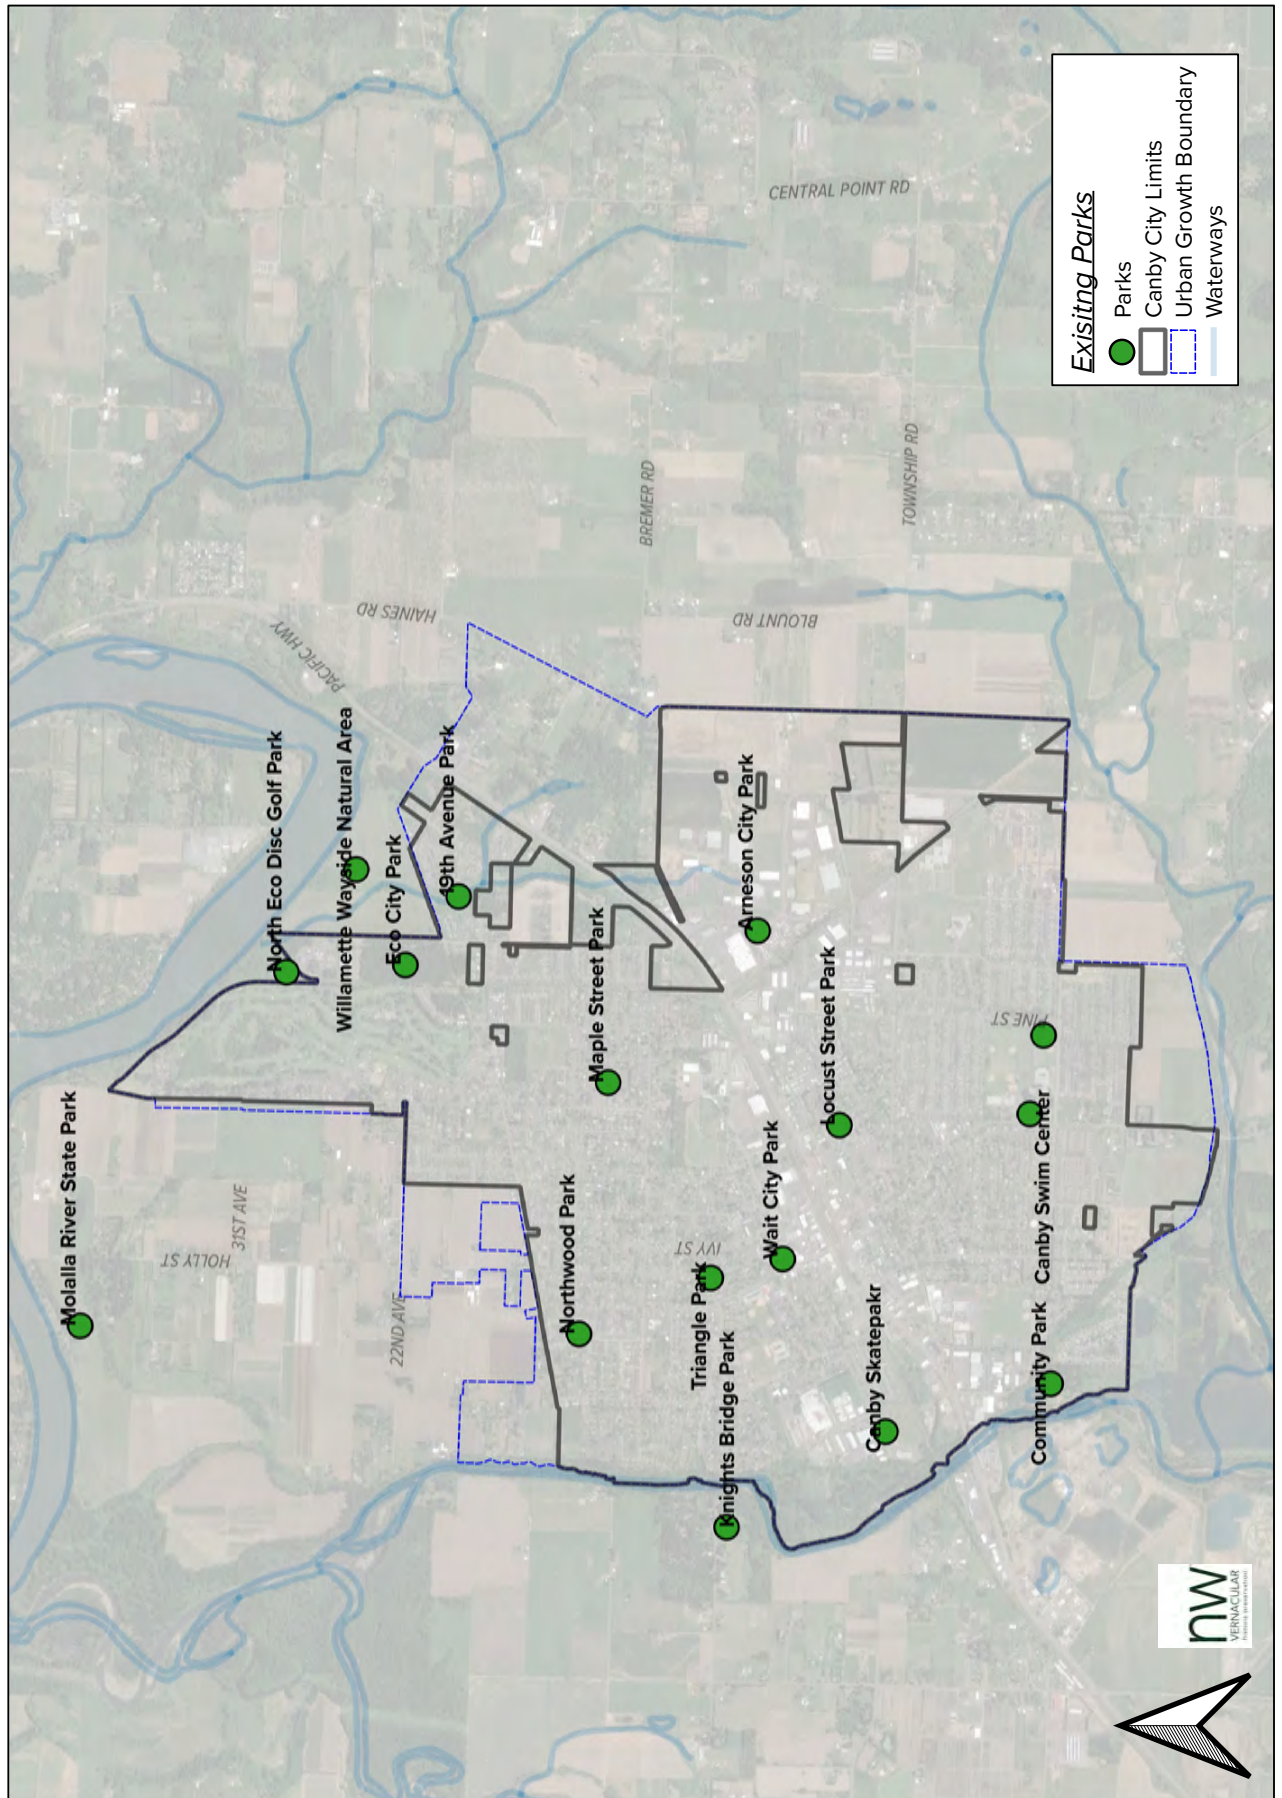 Molalla River State Park
North Eco Disc Golf Park
Willamette Wayside Natural Area
Eco City Park
19th Avenue Park
Maple Street Park
Northwood Park
Arneson City Park
Locust Street Park
Wait City Park
Triangle Park
Knights Bridge Park
Canby Skatepakr
Canby Swim Center
Community Park
HOLLY ST
31ST AVE
22ND AVE
IVY ST
PINE ST
PACIFIC HWY
HAINES RD
BREMER RD
BLOUNT RD
TOWNSHIP RD
CENTRAL POINT RD
Exisitng Parks
Parks
Canby City Limits
Urban Growth Boundary
Waterways
nw
VERNACULAR